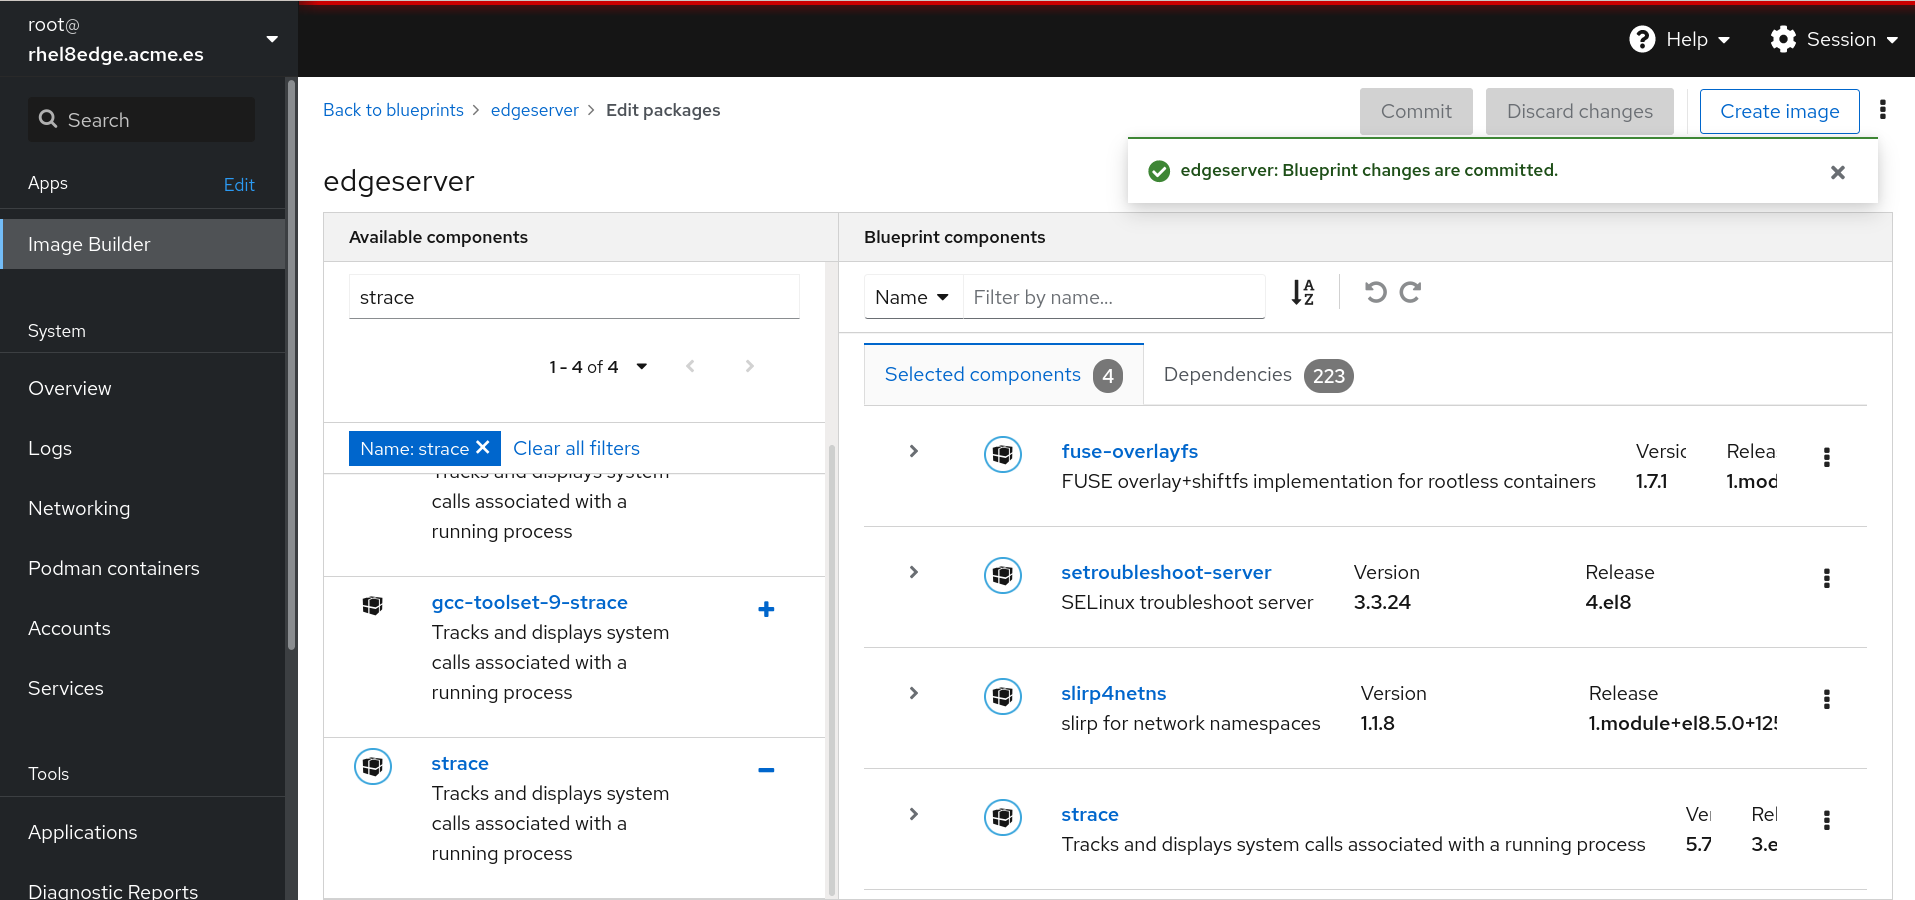 root@
rhel8edge.acme.es
Help
Session
Search
Apps
Edit
Image Builder
System
Overview
Logs
Networking
Podman containers
Accounts
Services
Tools
Applications
Diagnostic Reports
Back to blueprints > edgeserver > Edit packages
Commit
Discard changes
Create image
edgeserver: Blueprint changes are committed.
edgeserver
Available components
strace
1 - 4 of 4
Name: strace
Clear all filters
Tracks and displays system
calls associated with a
running process
gcc-toolset-9-strace
Tracks and displays system
calls associated with a
running process
strace
Tracks and displays system
calls associated with a
running process
Blueprint components
Name
Filter by name...
Selected components 4
Dependencies 223
fuse-overlayfs
FUSE overlay+shiftfs implementation for rootless containers
Versic
1.7.1
Relea
1.mod
setroubleshoot-server
SELinux troubleshoot server
Version
3.3.24
Release
4.el8
slirp4netns
slirp for network namespaces
Version
1.1.8
Release
1.module+el8.5.0+125
strace
Tracks and displays system calls associated with a running process
Ver
5.7
Rel
3.e